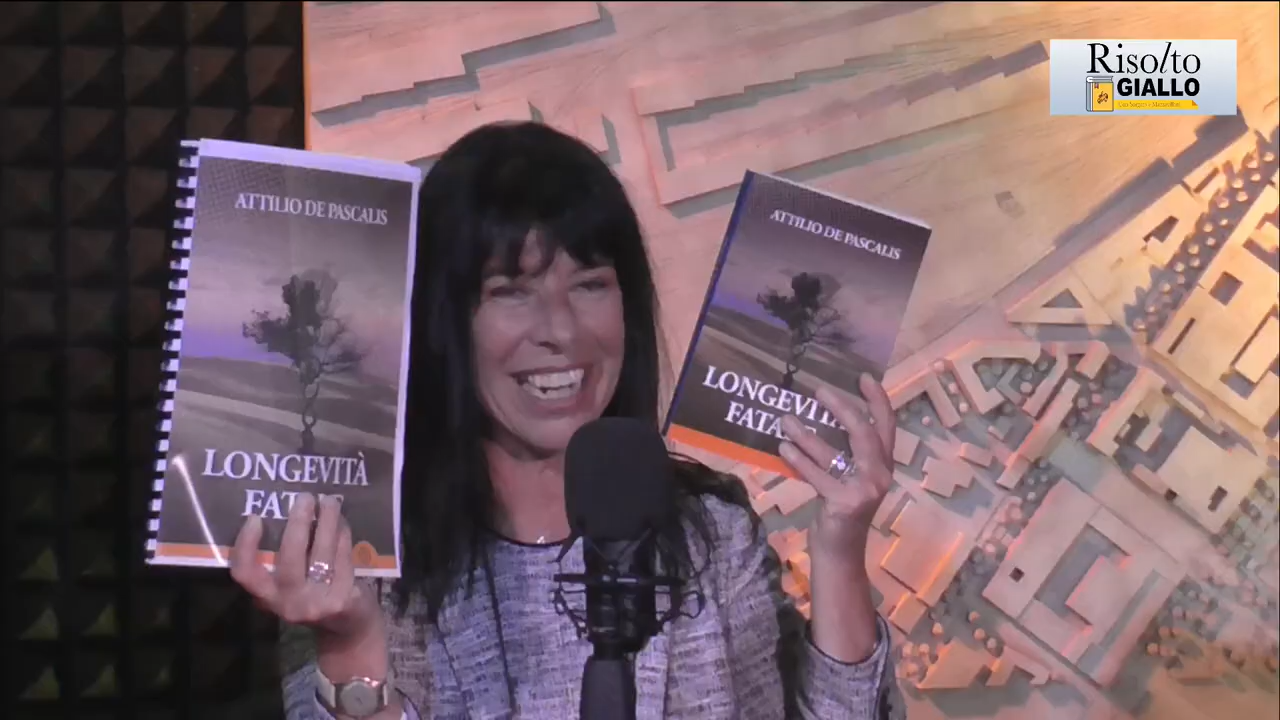 Risolto
GIALLO
ATTILIO DE PASCALIS
LONGEVITÀ
ATTILIO DE PASCALIS
LONGEVITÀ